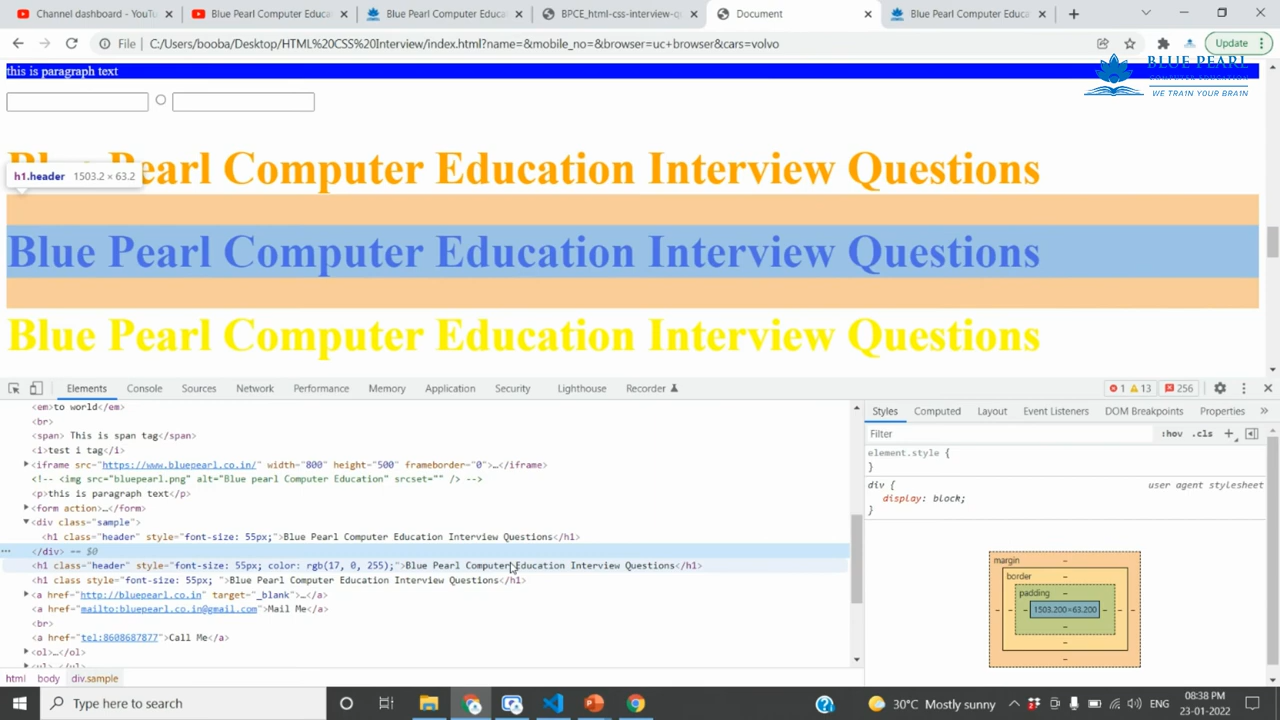 Channel dashboard - YouTu
Blue Pearl Computer Educa
Blue Pearl Computer Educati
BPCE_html-css-interview-q
Document
Blue Pearl Computer Educati
File C:/Users/booba/Desktop/HTML%20CSS%20Interview/index.html?name=&mobile_no=&browser=uc+browser&cars=volvo
Update
this is paragraph text
BLUE PEARL
COMPUTER EDUCATION
WE TRAIN YOUR BRAIN
Blue Pearl Computer Education Interview Questions
h1.header 1503.2 × 63.2
Blue Pearl Computer Education Interview Questions
Blue Pearl Computer Education Interview Questions
Elements Console Sources Network Performance Memory Application Security Lighthouse Recorder 1 13 256
<em>to world</em>
<br>
<span> This is span tag</span>
<i>test i tag</i>
<iframe src="https://www.bluepearl.co.in/" width="800" height="500" frameborder="0">…</iframe>
<!-- <img src="bluepearl.png" alt="Blue pearl Computer Education" srcset="" /> -->
<p>this is paragraph text</p>
<form action>…</form>
<div class="sample">
<h1 class="header" style="font-size: 55px;">Blue Pearl Computer Education Interview Questions</h1>
</div> == $0
<h1 class="header" style="font-size: 55px; color: rgb(17, 0, 255);">Blue Pearl Computer Education Interview Questions</h1>
<h1 class style="font-size: 55px; ">Blue Pearl Computer Education Interview Questions</h1>
<a href="http://bluepearl.co.in" target="_blank">…</a>
<a href="mailto:bluepearl.co.in@gmail.com">Mail Me</a>
<br>
<a href="tel:8608687877">Call Me</a>
<ol>…</ol>
<ul>…</ul>
html body div.sample
Styles Computed Layout Event Listeners DOM Breakpoints Properties
Filter :hov .cls
element.style {
}
div { user agent stylesheet
display: block;
}
margin
border
padding
1503.200×63.200
Type here to search
30°C Mostly sunny
ENG
08:38 PM
23-01-2022